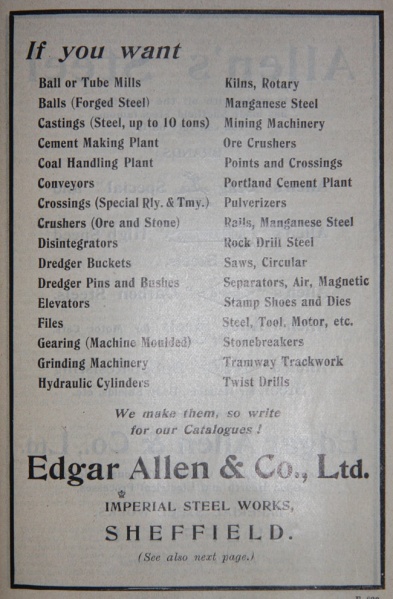 If you want
Ball or Tube Mills
Balls (Forged Steel)
Castings (Steel, up to 10 tons)
Cement Making Plant
Coal Handling Plant
Conveyors
Crossings (Special Rly. & Tmy.)
Crushers (Ore and Stone)
Disintegrators
Dredger Buckets
Dredger Pins and Bushes
Elevators
Files
Gearing (Machine Moulded)
Grinding Machinery
Hydraulic Cylinders
Kilns, Rotary
Manganese Steel
Mining Machinery
Ore Crushers
Points and Crossings
Portland Cement Plant
Pulverizers
Rails, Manganese Steel
Rock Drill Steel
Saws, Circular
Separators, Air, Magnetic
Stamp Shoes and Dies
Steel, Tool, Motor, etc.
Stonebreakers
Tramway Trackwork
Twist Drills
We make them, so write
for our Catalogues!
Edgar Allen & Co., Ltd.
IMPERIAL STEEL WORKS,
SHEFFIELD.
(See also next page.)